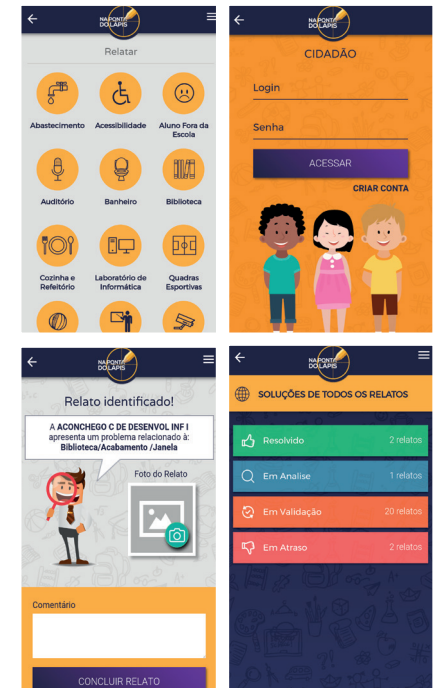 NA PONTA
DO LÁPIS
Relatar
Abastecimento
Acessibilidade
Aluno Fora da
Escola
Auditório
Banheiro
Biblioteca
Cozinha e
Refeitório
Laboratório de
Informática
Quadras
Esportivas
NA PONTA
DO LÁPIS
CIDADÃO
Login
Senha
ACESSAR
CRIAR CONTA
NA PONTA
DO LÁPIS
Relato identificado!
A ACONCHEGO C DE DESENVOL INF I
apresenta um problema relacionado à:
Biblioteca/Acabamento /Janela
Foto do Relato
Comentário
CONCLUIR RELATO
NA PONTA
DO LÁPIS
SOLUÇÕES DE TODOS OS RELATOS
Resolvido 2 relatos
Em Analise 1 relatos
Em Validação 20 relatos
Em Atraso 2 relatos